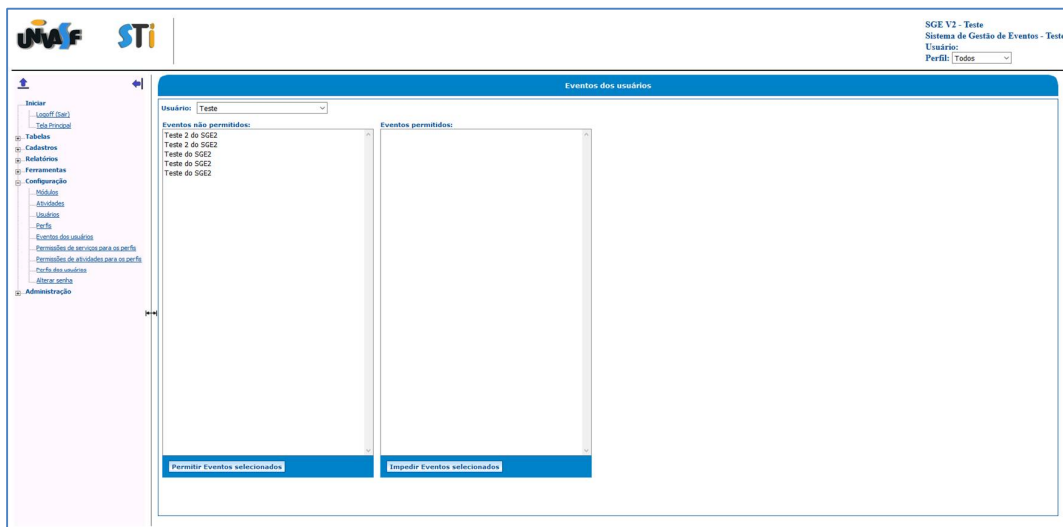 UNIVASF STi
SGE V2 - Teste
Sistema de Gestão de Eventos - Teste
Usuário:
Perfil: Todos
Eventos dos usuários
Iniciar
Logoff (Sair)
Tela Principal
Tabelas
Cadastros
Relatórios
Ferramentas
Configuração
Módulos
Atividades
Usuários
Perfis
Eventos dos usuários
Permissões de serviços para os perfis
Permissões de atividades para os perfis
Perfis dos usuários
Alterar senha
Administração
Usuário: Teste
Eventos não permitidos:
Teste 2 do SGE2
Teste 2 do SGE2
Teste do SGE2
Teste do SGE2
Teste do SGE2
Permitir Eventos selecionados
Eventos permitidos:
Impedir Eventos selecionados